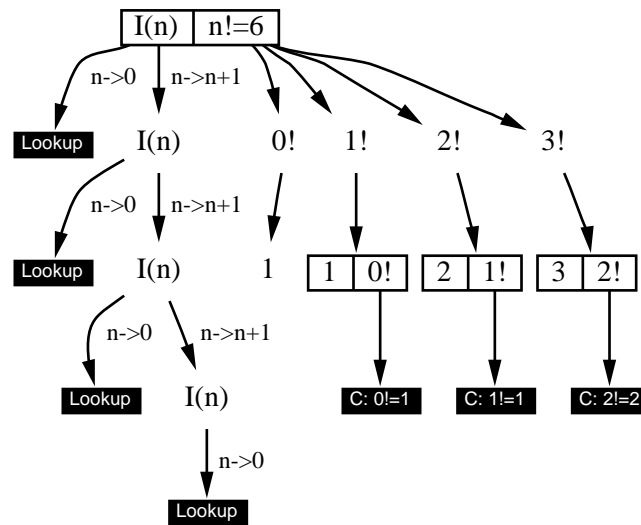 I(n) n!=6
n->0 n->n+1
Lookup I(n) 0! 1! 2! 3!
n->0 n->n+1
Lookup I(n) 1 1 0! 2 1! 3 2!
n->0 n->n+1
Lookup I(n) C: 0!=1 C: 1!=1 C: 2!=2
n->0
Lookup